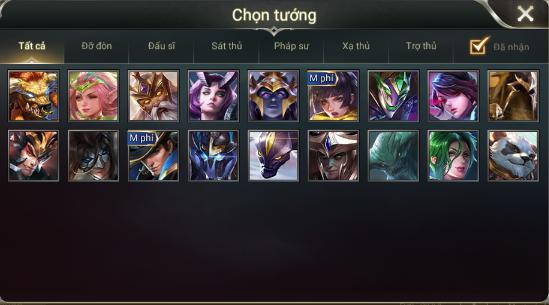 Chọn tướng
Tất cả Đỡ đòn Đấu sĩ Sát thủ Pháp sư Xạ thủ Trợ thủ Đã nhận
M phí
M phí